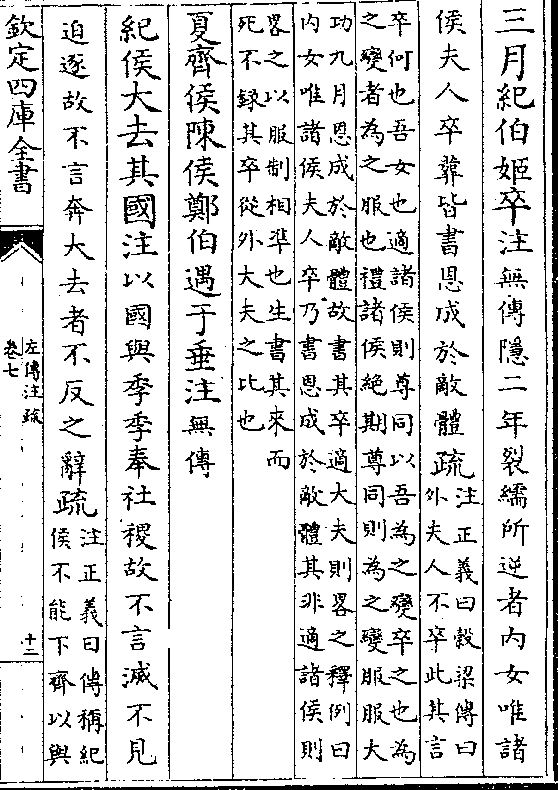 三月紀伯姬卒注無傳隱二年裂繻所逆者内女唯諸
侯夫人卒葬皆書恩成於敵體疏注正義曰榖梁傳曰
外夫人不卒此其言
卒何也吾女也適諸侯則尊同以吾為之變卒之也為
之變者為之服也禮諸侯絶期尊同則為之變服服大
功九月恩成於敵體故書其卒適大夫則畧之釋例曰
内女唯諸侯夫人卒乃書恩成於敵體其非適諸侯則
畧之以服制相準也生書其來而
死不録其卒從外大夫之比也
夏齊侯陳侯鄭伯遇于垂注無傳
紀侯大去其國注以國與季季奉社稷故不言滅不見
迫逐故不言奔大去者不反之辭疏注正義曰傳稱紀
侯不能下齊以與
欽定四庫全書
左傳注疏
卷七
十二